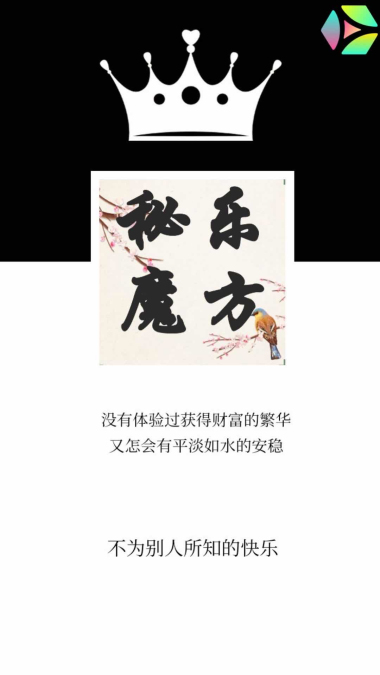 秘乐
魔方
没有体验过获得财富的繁华
又怎会有平淡如水的安稳
不为别人所知的快乐